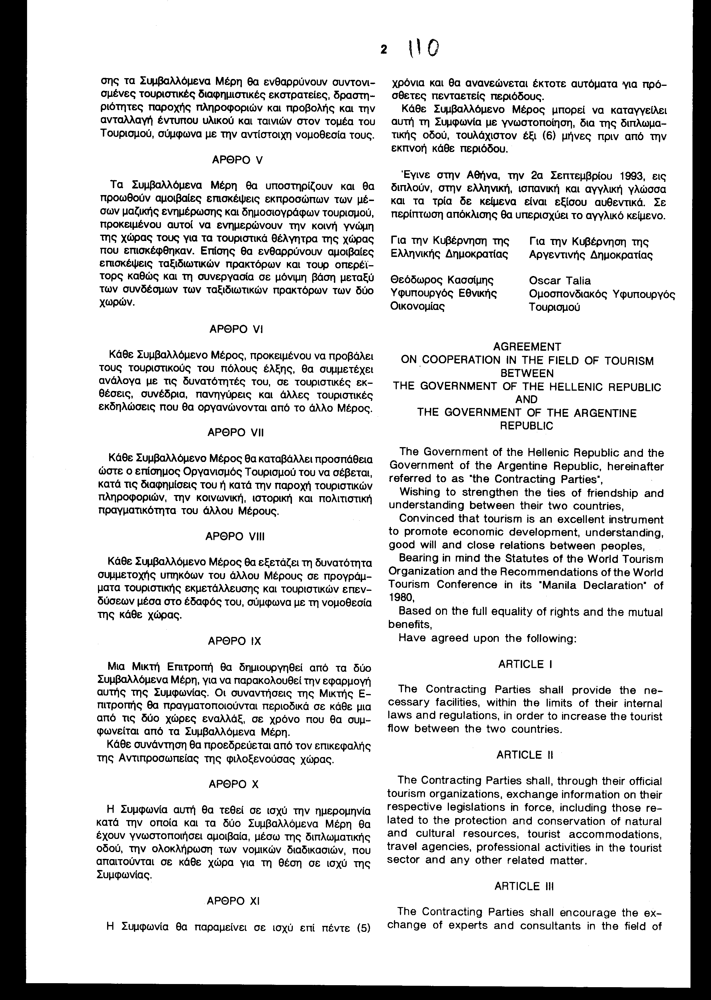 2 110
σης τα Συμβαλλόμενα Μέρη θα ενθαρρύνουν συντονι-
σμένες τουριστικές διαφημιστικές εκστρατείες, δραστη-
ριότητες παροχής πληροφοριών και προβολής και την
ανταλλαγή έντυπου υλικού και ταινιών στον τομέα του
Τουρισμού, σύμφωνα με την αντίστοιχη νομοθεσία τους.
ΑΡΘΡΟ V
Τα Συμβαλλόμενα Μέρη θα υποστηρίζουν και θα
προωθούν αμοιβαίες επισκέψεις εκπροσώπων των μέ-
σων μαζικής ενημέρωσης και δημοσιογράφων τουρισμού,
προκειμένου αυτοί να ενημερώνουν την κοινή γνώμη
της χώρας τους για τα τουριστικά θέλγητρα της χώρας
που επισκέφθηκαν. Επίσης θα ενθαρρύνουν αμοιβαίες
επισκέψεις ταξιδιωτικών πρακτόρων και τουρ οπερέϊ-
τορς καθώς και τη συνεργασία σε μόνιμη βάση μεταξύ
των συνδέσμων των ταξιδιωτικών πρακτόρων των δύο
χωρών.
ΑΡΘΡΟ VI
Κάθε Συμβαλλόμενο Μέρος, προκειμένου να προβάλει
τους τουριστικούς του πόλους έλξης, θα συμμετέχει
ανάλογα με τις δυνατότητές του, σε τουριστικές εκ-
θέσεις, συνέδρια, πανηγύρεις και άλλες τουριστικές
εκδηλώσεις που θα οργανώνονται από το άλλο Μέρος.
ΑΡΘΡΟ VII
Κάθε Συμβαλλόμενο Μέρος θα καταβάλλει προσπάθεια
ώστε ο επίσημος Οργανισμός Τουρισμού του να σέβεται,
κατά τις διαφημίσεις του ή κατά την παροχή τουριστικών
πληροφοριών, την κοινωνική, ιστορική και πολιτιστική
πραγματικότητα του άλλου Μέρους.
ΑΡΘΡΟ VIII
Κάθε Συμβαλλόμενο Μέρος θα εξετάζει τη δυνατότητα
συμμετοχής υπηκόων του άλλου Μέρους σε προγράμ-
ματα τουριστικής εκμετάλλευσης και τουριστικών επεν-
δύσεων μέσα στο έδαφός του, σύμφωνα με τη νομοθεσία
της κάθε χώρας.
ΑΡΘΡΟ IX
Μια Μικτή Επιτροπή θα δημιουργηθεί από τα δύο
Συμβαλλόμενα Μέρη, για να παρακολουθεί την εφαρμογή
αυτής της Συμφωνίας. Οι συναντήσεις της Μικτής Ε-
πιτροπής θα πραγματοποιούνται περιοδικά σε κάθε μια
από τις δύο χώρες εναλλάξ, σε χρόνο που θα συμ-
φωνείται από τα Συμβαλλόμενα Μέρη.
Κάθε συνάντηση θα προεδρεύεται από τον επικεφαλής
της Αντιπροσωπείας της φιλοξενούσας χώρας.
ΑΡΘΡΟ X
Η Συμφωνία αυτή θα τεθεί σε ισχύ την ημερομηνία
κατά την οποία και τα δύο Συμβαλλόμενα Μέρη θα
έχουν γνωστοποιήσει αμοιβαία, μέσω της διπλωματικής
οδού, την ολοκλήρωση των νομικών διαδικασιών, που
απαιτούνται σε κάθε χώρα για τη θέση σε ισχύ της
Συμφωνίας.
ΑΡΘΡΟ XI
Η Συμφωνία θα παραμείνει σε ισχύ επί πέντε (5)
χρόνια και θα ανανεώνεται έκτοτε αυτόματα για πρό-
σθετες πενταετείς περιόδους.
Κάθε Συμβαλλόμενο Μέρος μπορεί να καταγγείλει
αυτή τη Συμφωνία με γνωστοποίηση, δια της διπλωμα-
τικής οδού, τουλάχιστον έξι (6) μήνες πριν από την
εκπνοή κάθε περιόδου.
Έγινε στην Αθήνα, την 2α Σεπτεμβρίου 1993, εις
διπλούν, στην ελληνική, ισπανική και αγγλική γλώσσα
και τα τρία δε κείμενα είναι εξίσου αυθεντικά. Σε
περίπτωση απόκλισης θα υπερισχύει το αγγλικό κείμενο.
Για την Κυβέρνηση της Για την Κυβέρνηση της
Ελληνικής Δημοκρατίας Αργεντινής Δημοκρατίας
Θεόδωρος Κασσίμης Oscar Talia
Υφυπουργός Εθνικής Ομοσπονδιακός Υφυπουργός
Οικονομίας Τουρισμού
AGREEMENT
ON COOPERATION IN THE FIELD OF TOURISM
BETWEEN
THE GOVERNMENT OF THE HELLENIC REPUBLIC
AND
THE GOVERNMENT OF THE ARGENTINE
REPUBLIC
The Government of the Hellenic Republic and the
Government of the Argentine Republic, hereinafter
referred to as "the Contracting Parties",
Wishing to strengthen the ties of friendship and
understanding between their two countries,
Convinced that tourism is an excellent instrument
to promote economic development, understanding,
good will and close relations between peoples,
Bearing in mind the Statutes of the World Tourism
Organization and the Recommendations of the World
Tourism Conference in its "Manila Declaration" of
1980,
Based on the full equality of rights and the mutual
benefits,
Have agreed upon the following:
ARTICLE I
The Contracting Parties shall provide the ne-
cessary facilities, within the limits of their internal
laws and regulations, in order to increase the tourist
flow between the two countries.
ARTICLE II
The Contracting Parties shall, through their official
tourism organizations, exchange information on their
respective legislations in force, including those re-
lated to the protection and conservation of natural
and cultural resources, tourist accommodations,
travel agencies, professional activities in the tourist
sector and any other related matter.
ARTICLE III
The Contracting Parties shall encourage the ex-
change of experts and consultants in the field of